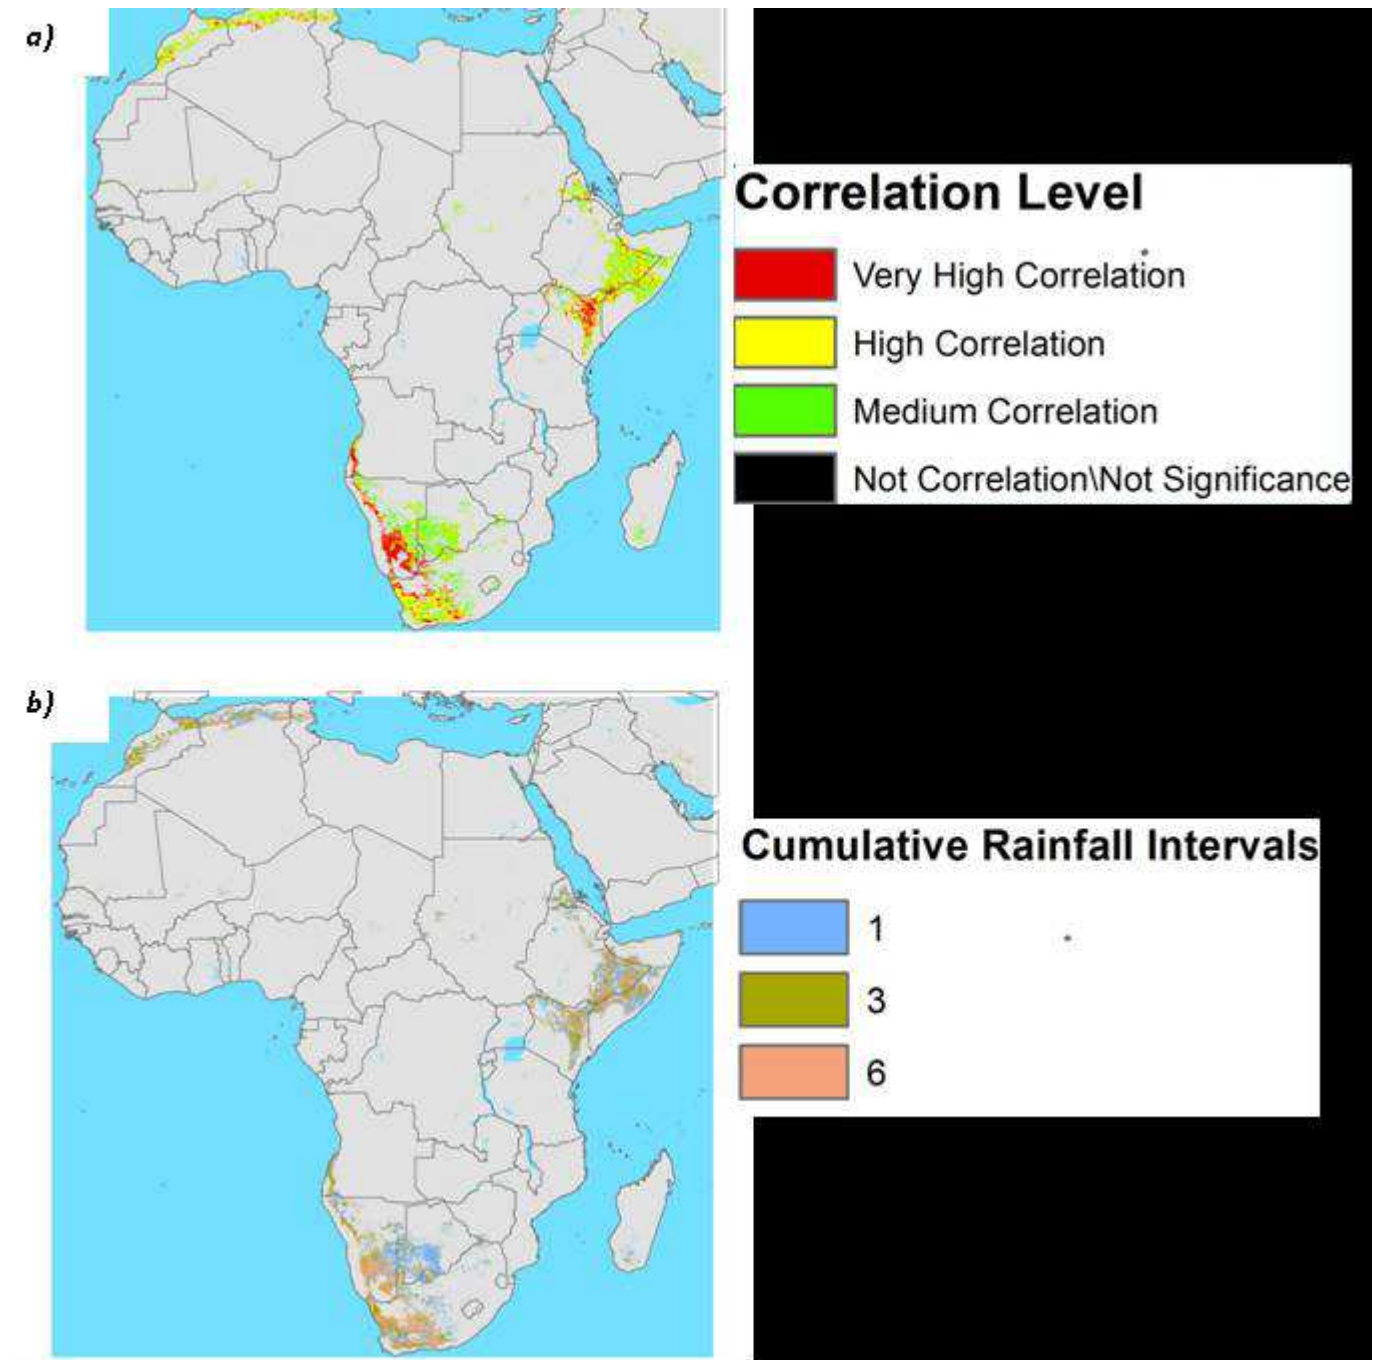 a)
Correlation Level
Very High Correlation
High Correlation
Medium Correlation
Not Correlation\Not Significance
b)
Cumulative Rainfall Intervals
1
3
6